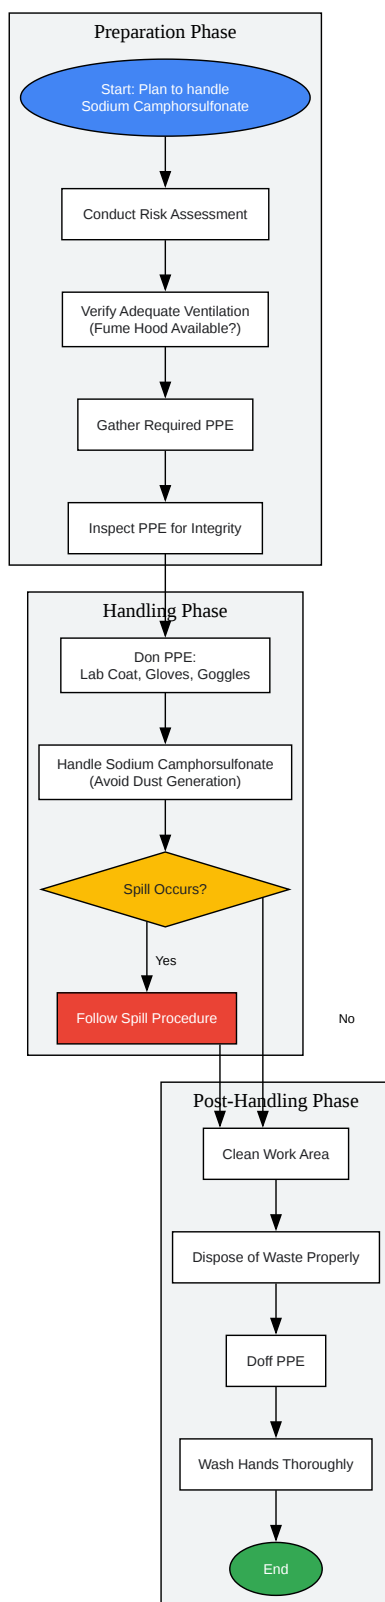 Preparation Phase
Start: Plan to handle
Sodium Camphorsulfonate
Conduct Risk Assessment
Verify Adequate Ventilation
(Fume Hood Available?)
Gather Required PPE
Inspect PPE for Integrity
Handling Phase
Don PPE:
Lab Coat, Gloves, Goggles
Handle Sodium Camphorsulfonate
(Avoid Dust Generation)
Spill Occurs?
Yes
Follow Spill Procedure
No
Post-Handling Phase
Clean Work Area
Dispose of Waste Properly
Doff PPE
Wash Hands Thoroughly
End